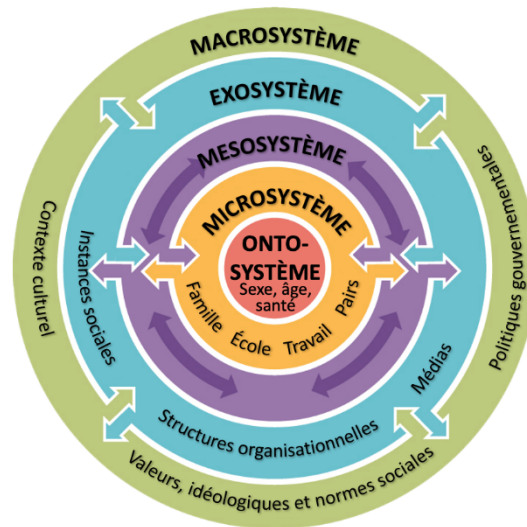 MACROSYSTÈME
EXOSYSTÈME
MESOSYSTÈME
MICROSYSTÈME
ONTO-
SYSTÈME
Sexe, âge,
santé
Famille École Travail Pairs
Instances sociales
Structures organisationnelles
Médias
Contexte culturel
Valeurs, idéologiques et normes sociales
Politiques gouvernementales